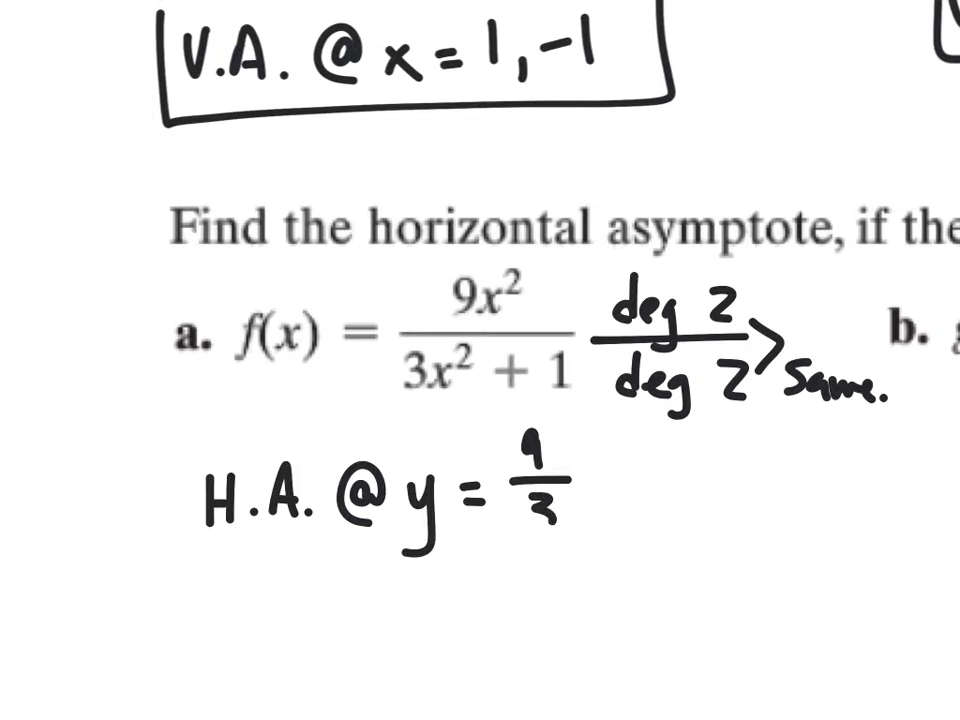 V.A. @ x = 1, -1
Find the horizontal asymptote, if the
a. f(x) = 9x² / 3x² + 1 deg 2 / deg 2 > same. b.
H.A. @ y = 9/3